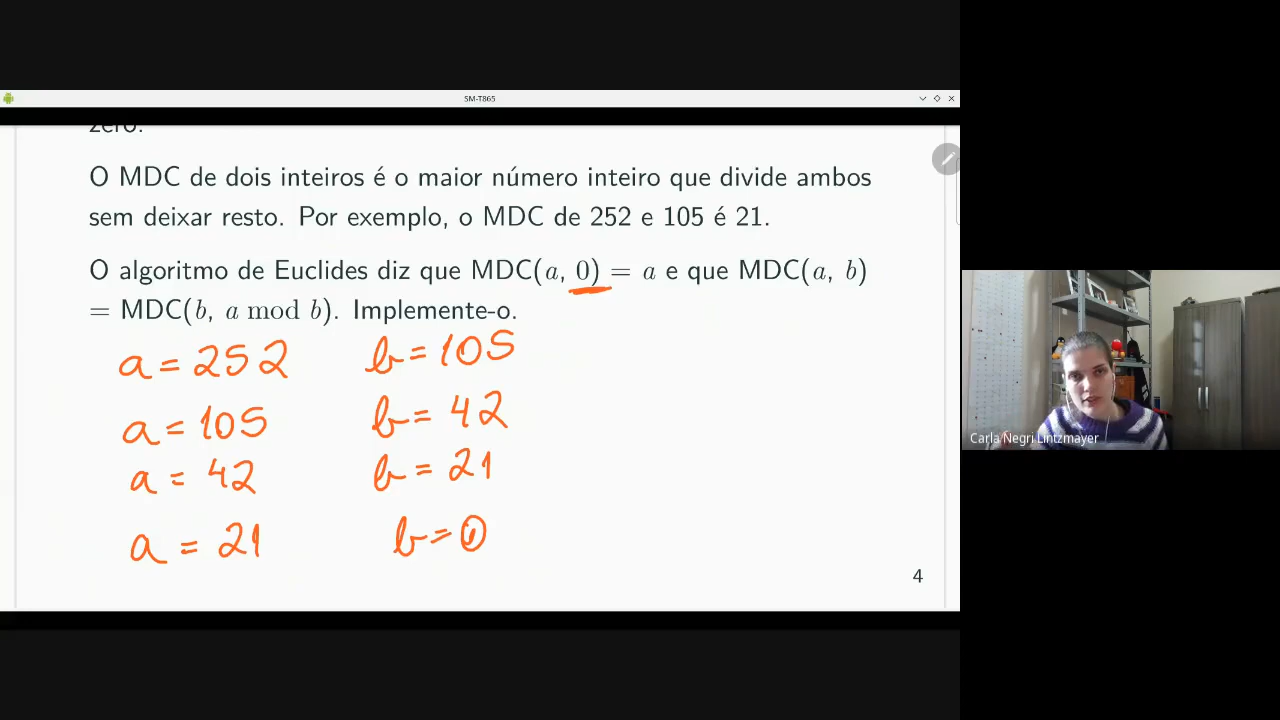 SM-T865
zero.
O MDC de dois inteiros é o maior número inteiro que divide ambos
sem deixar resto. Por exemplo, o MDC de 252 e 105 é 21.
O algoritmo de Euclides diz que MDC(a, 0) = a e que MDC(a, b)
= MDC(b, a mod b). Implemente-o.
a = 252 b = 105
a = 105 b = 42
a = 42 b = 21
a = 21 b = 0
4
Carla Negri Lintzmayer